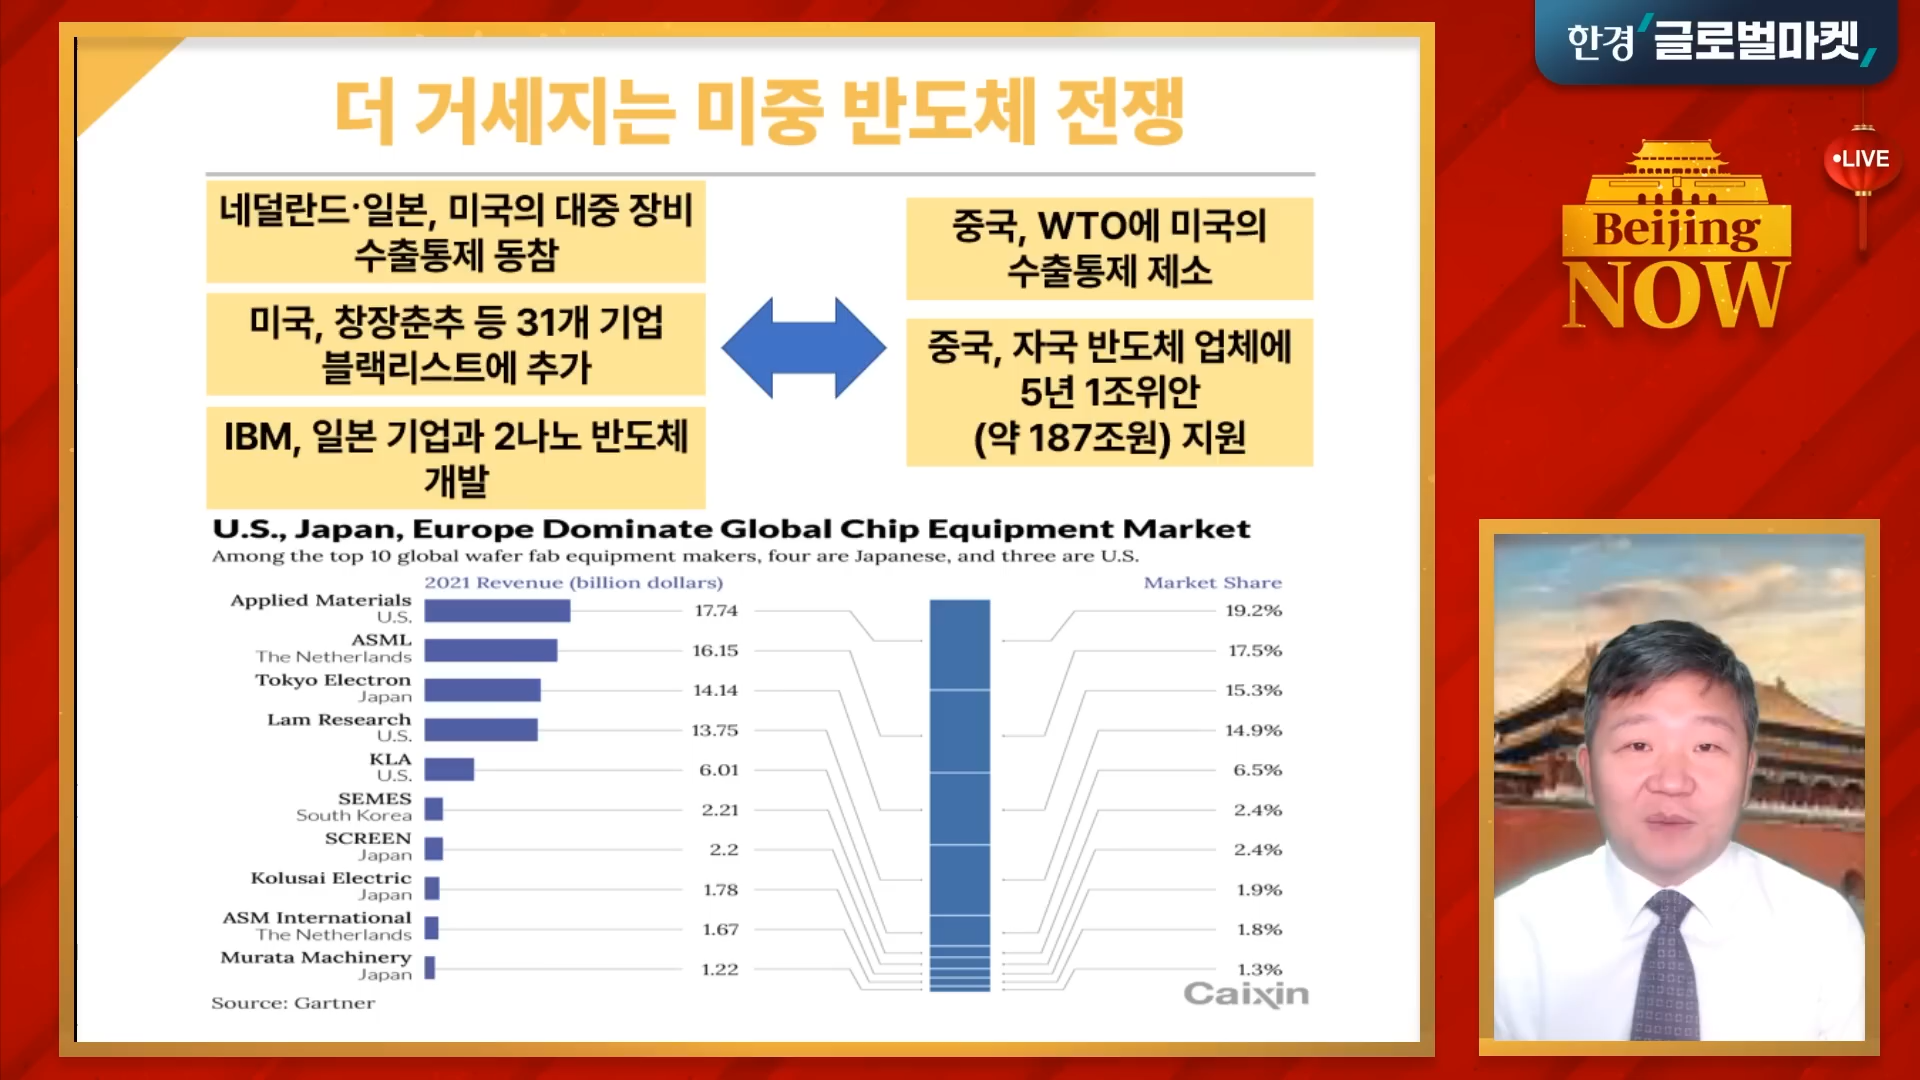 한경 글로벌마켓
•LIVE
Beijing
NOW
더 거세지는 미중 반도체 전쟁
네덜란드·일본, 미국의 대중 장비
수출통제 동참
미국, 창장춘추 등 31개 기업
블랙리스트에 추가
IBM, 일본 기업과 2나노 반도체
개발
중국, WTO에 미국의
수출통제 제소
중국, 자국 반도체 업체에
5년 1조위안
(약 187조원) 지원
U.S., Japan, Europe Dominate Global Chip Equipment Market
Among the top 10 global wafer fab equipment makers, four are Japanese, and three are U.S.
2021 Revenue (billion dollars) Market Share
Applied Materials
U.S. 17.74 19.2%
ASML
The Netherlands 16.15 17.5%
Tokyo Electron
Japan 14.14 15.3%
Lam Research
U.S. 13.75 14.9%
KLA
U.S. 6.01 6.5%
SEMES
South Korea 2.21 2.4%
SCREEN
Japan 2.2 2.4%
Kolusai Electric
Japan 1.78 1.9%
ASM International
The Netherlands 1.67 1.8%
Murata Machinery
Japan 1.22 1.3%
Source: Gartner
Caixin